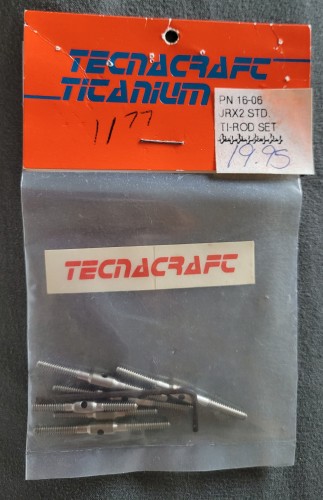 TECNACRAFT
TITANIUM
PN 16-06
JRX2 STD.
TI-ROD SET
11 77
19.95
TECNACRAFT